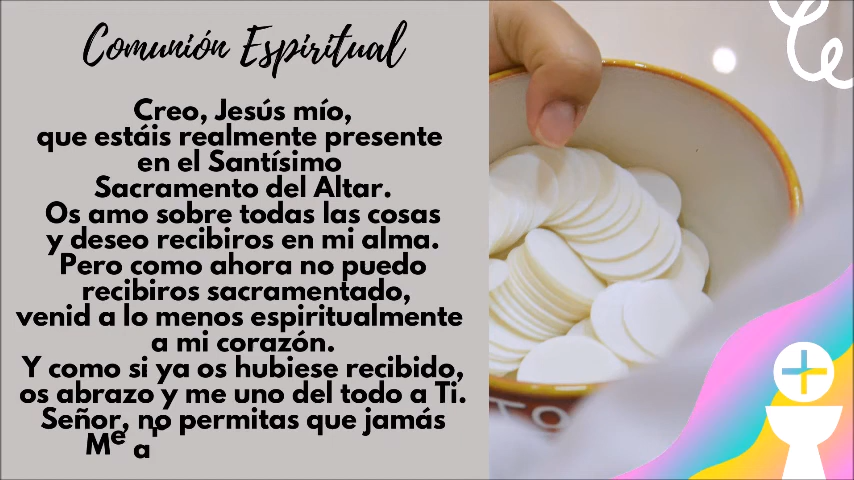 Comunión Espiritual
Creo, Jesús mío,
que estáis realmente presente
en el Santísimo
Sacramento del Altar.
Os amo sobre todas las cosas
y deseo recibiros en mi alma.
Pero como ahora no puedo
recibiros sacramentado,
venid a lo menos espiritualmente
a mi corazón.
Y como si ya os hubiese recibido,
os abrazo y me uno del todo a Ti.
Señor, no permitas que jamás
Me a